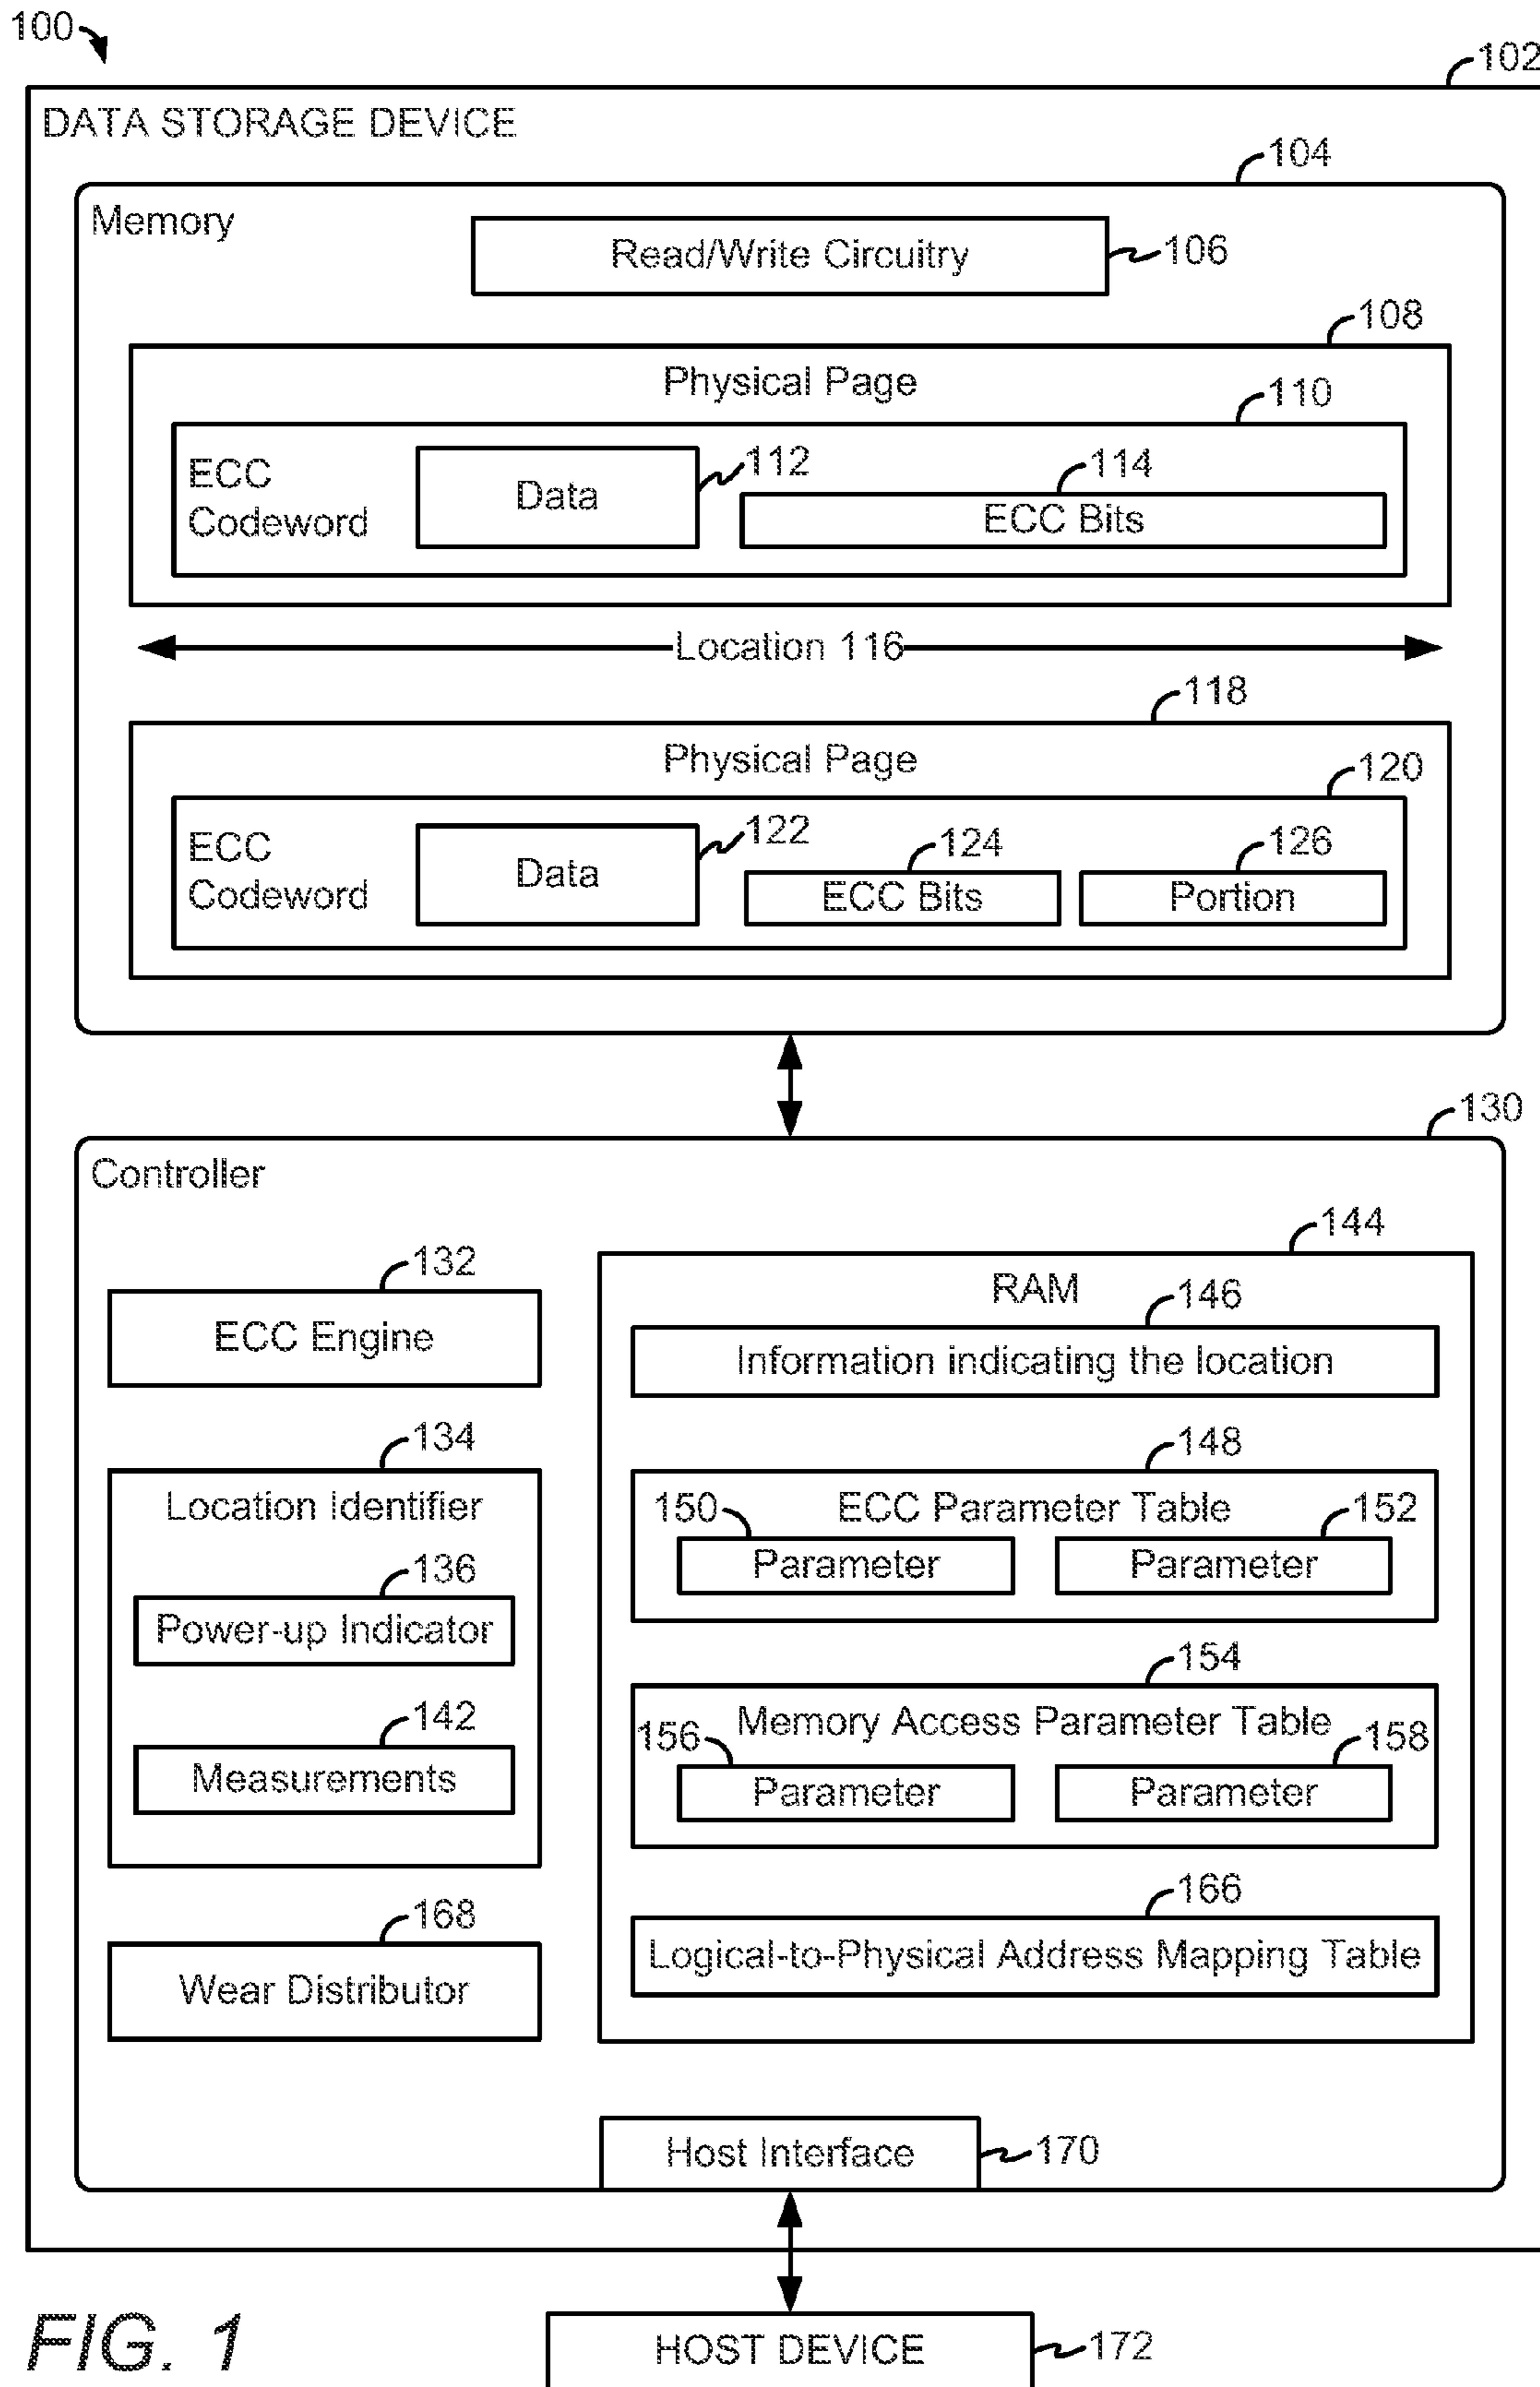 100
102
DATA STORAGE DEVICE
104
Memory
Read/Write Circuitry
106
108
Physical Page
110
ECC
Codeword
Data
112
114
ECC Bits
Location 116
118
Physical Page
120
ECC
Codeword
Data
122
124
ECC Bits
126
Portion
130
Controller
132
ECC Engine
134
Location Identifier
136
Power-up Indicator
142
Measurements
168
Wear Distributor
144
RAM
146
Information indicating the location
148
ECC Parameter Table
150
Parameter
152
Parameter
154
Memory Access Parameter Table
156
Parameter
158
Parameter
166
Logical-to-Physical Address Mapping Table
Host Interface
170
HOST DEVICE
172
FIG. 1